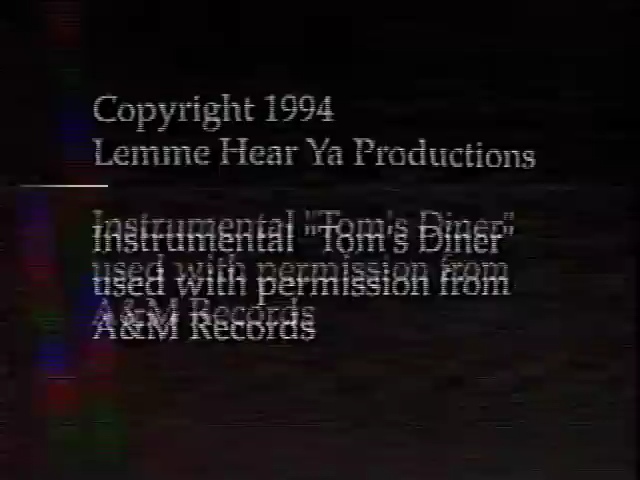 Copyright 1994
Lemme Hear Ya Productions
Instrumental "Tom's Diner"
used with permission from
A&M Records